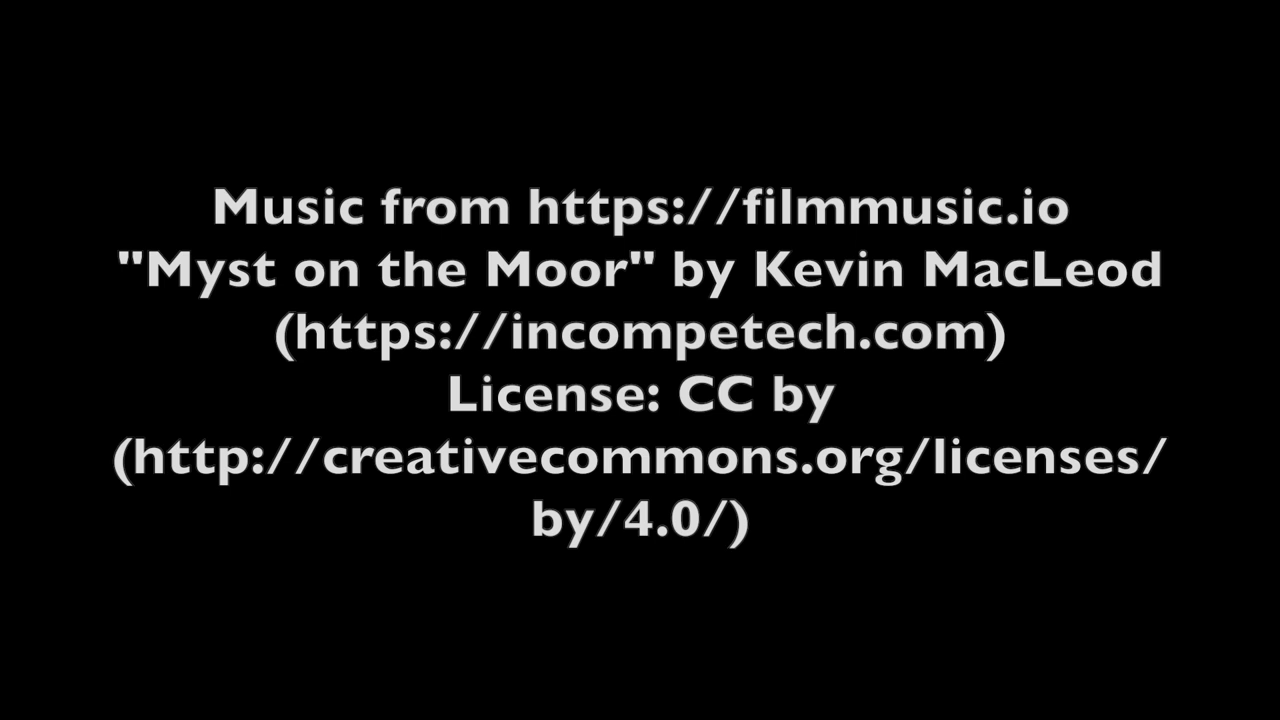 Music from https://filmmusic.io
"Myst on the Moor" by Kevin MacLeod
(https://incompetech.com)
License: CC by
(http://creativecommons.org/licenses/
by/4.0/)